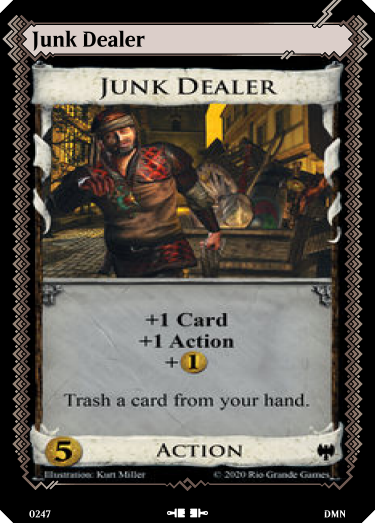 Junk Dealer
JUNK DEALER
+1 Card
+1 Action
+1
Trash a card from your hand.
5 ACTION
Illustration: Kurt Miller © 2020 Rio Grande Games
0247 DMN